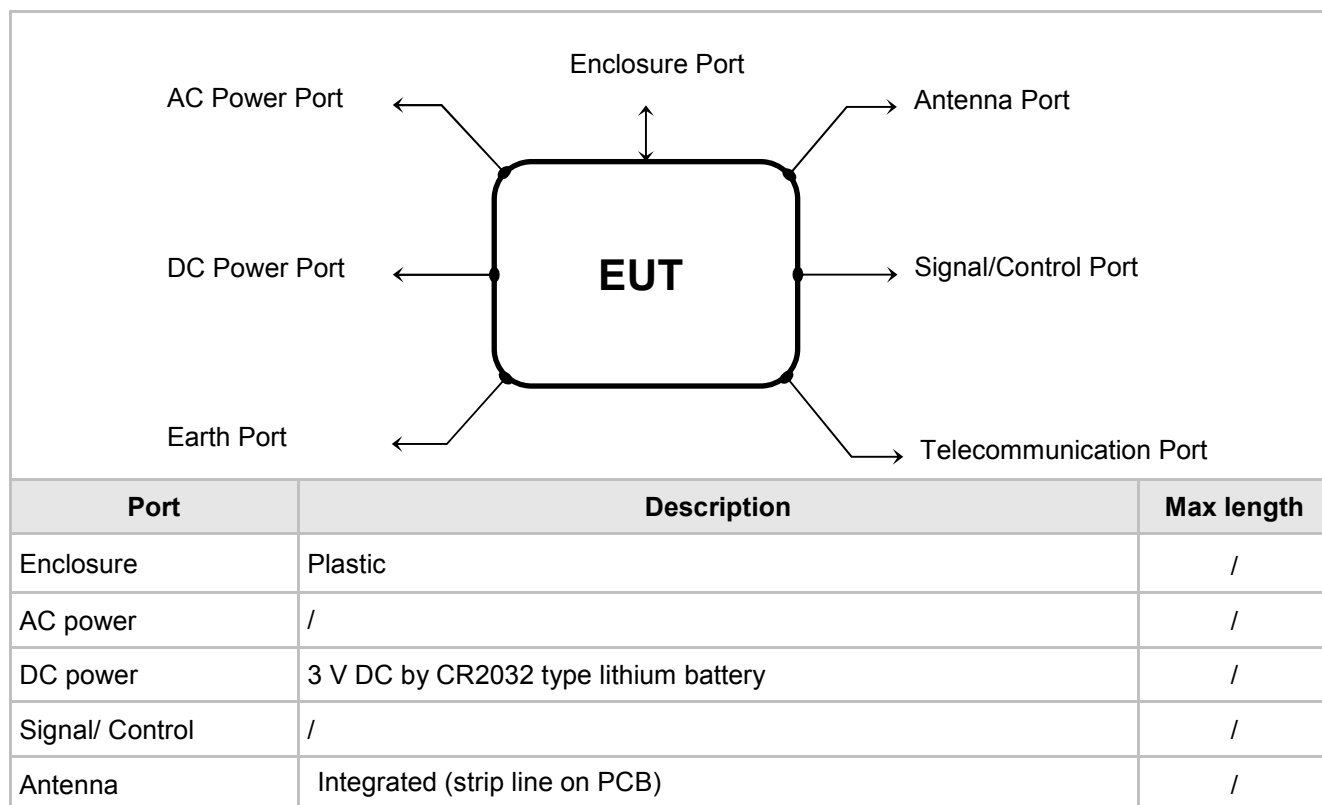 Enclosure Port
AC Power Port
Antenna Port
DC Power Port
EUT
Signal/Control Port
Earth Port
Telecommunication Port
Port Description Max length
Enclosure Plastic /
AC power / /
DC power 3 V DC by CR2032 type lithium battery /
Signal/ Control / /
Antenna Integrated (strip line on PCB) /